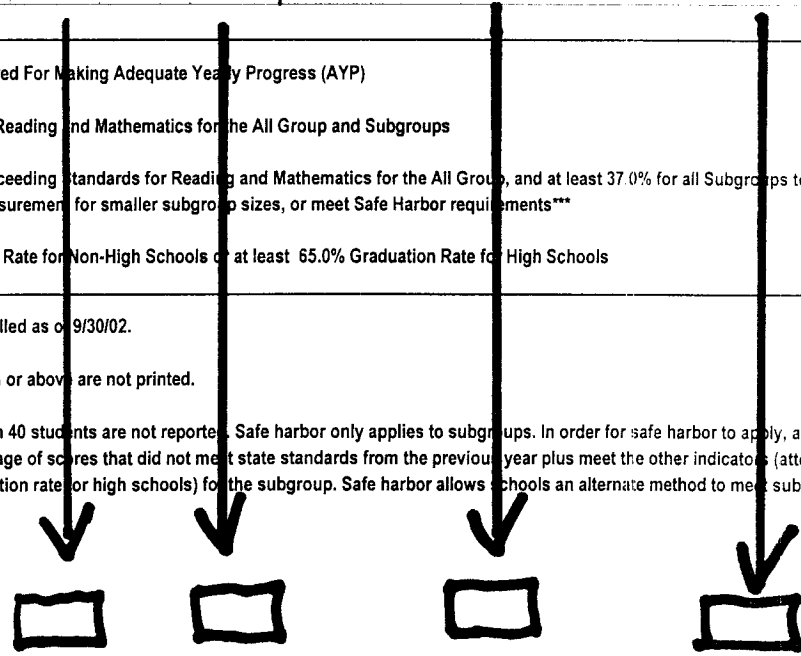 ed For Making Adequate Yearly Progress (AYP)
Reading and Mathematics for the All Group and Subgroups
ceeding Standards for Reading and Mathematics for the All Group, and at least 37.0% for all Subgroups t
surement for smaller subgroup sizes, or meet Safe Harbor requirements***
Rate for Non-High Schools or at least 65.0% Graduation Rate for High Schools
lled as of 9/30/02.
or above are not printed.
40 students are not reported. Safe harbor only applies to subgroups. In order for safe harbor to apply, a
age of scores that did not meet state standards from the previous year plus meet the other indicators (att
tion rate for high schools) for the subgroup. Safe harbor allows schools an alternate method to meet sub